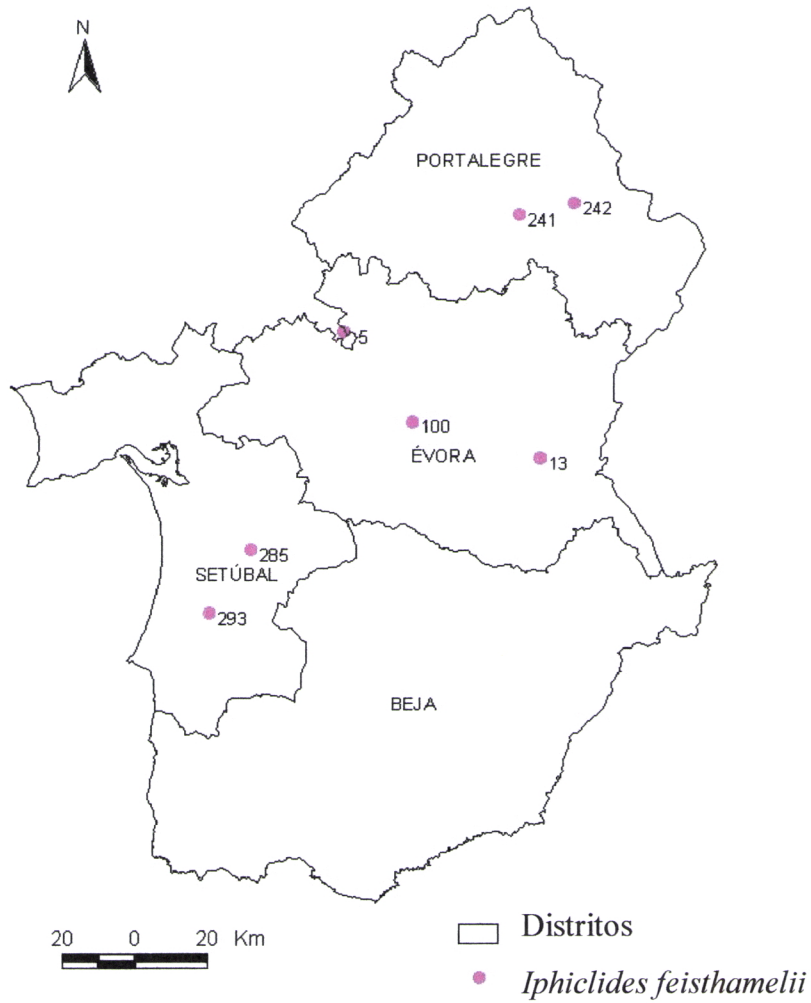 N
PORTALEGRE
241
242
5
100
ÉVORA
13
285
SETÚBAL
293
BEJA
20 0 20 Km
Distritos
Iphiclides feisthamelii